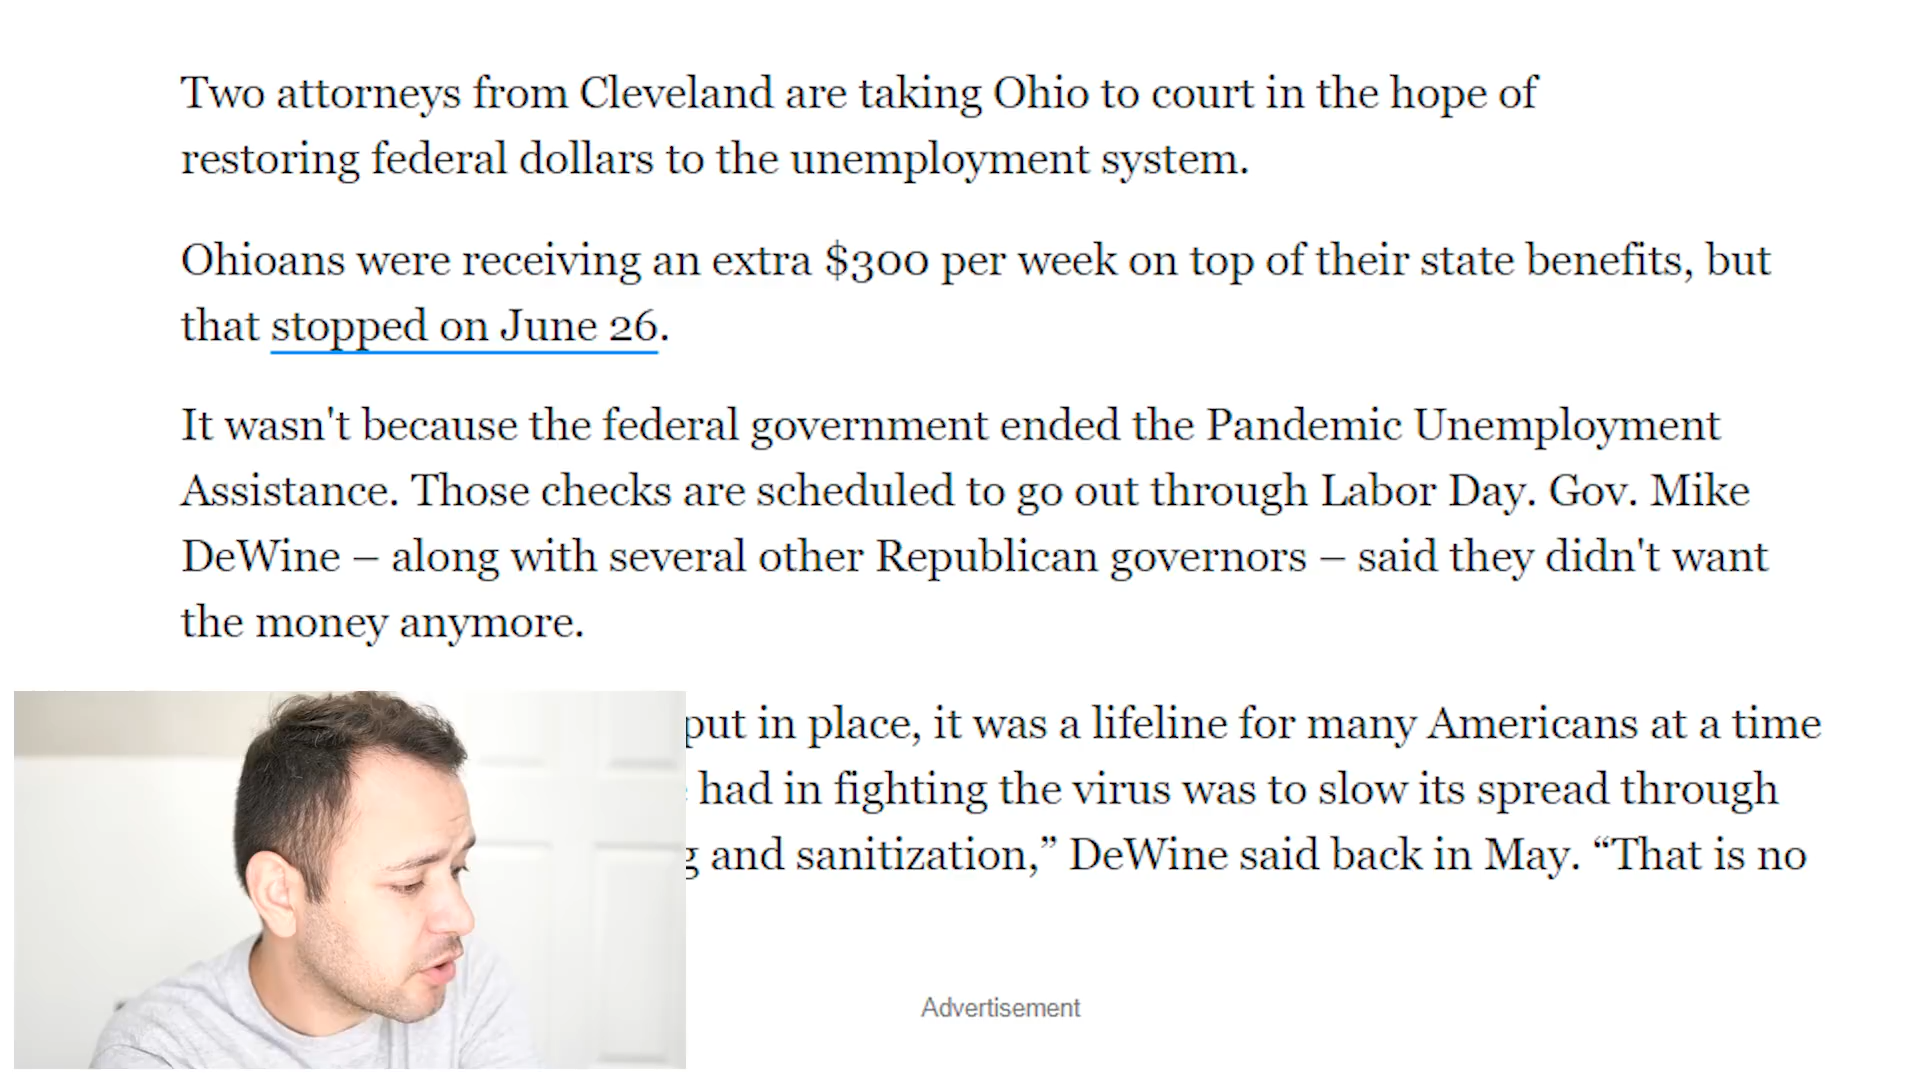 Two attorneys from Cleveland are taking Ohio to court in the hope of
restoring federal dollars to the unemployment system.
Ohioans were receiving an extra $300 per week on top of their state benefits, but
that stopped on June 26.
It wasn't because the federal government ended the Pandemic Unemployment
Assistance. Those checks are scheduled to go out through Labor Day. Gov. Mike
DeWine – along with several other Republican governors – said they didn't want
the money anymore.
put in place, it was a lifeline for many Americans at a time
had in fighting the virus was to slow its spread through
and sanitization,” DeWine said back in May. “That is no
Advertisement